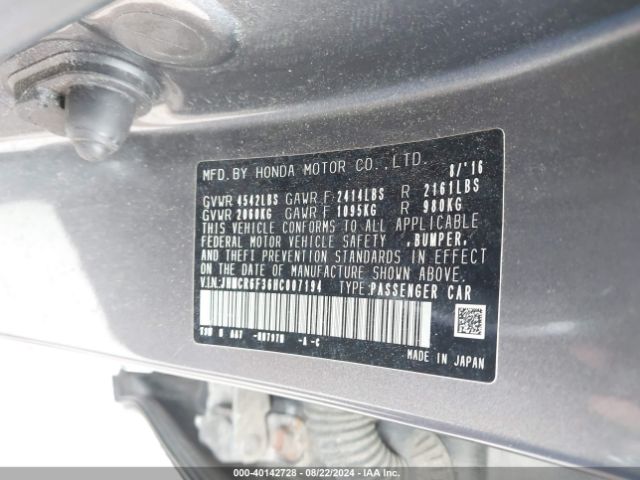 MFD. BY HONDA MOTOR CO., LTD. 8/'16
GVWR 4542LBS GAWR F 2414LBS R 2161LBS
GVWR 2060KG GAWR F 1095KG R 980KG
THIS VEHICLE CONFORMS TO ALL APPLICABLE
FEDERAL MOTOR VEHICLE SAFETY ,BUMPER,
AND THEFT PREVENTION STANDARDS IN EFFECT
ON THE DATE OF MANUFACTURE SHOWN ABOVE.
V.I.N:JHMCR6F36HC007194 TYPE:PASSENGER CAR
-A -C
MADE IN JAPAN
000-40142728 - 08/22/2024 - IAA Inc.